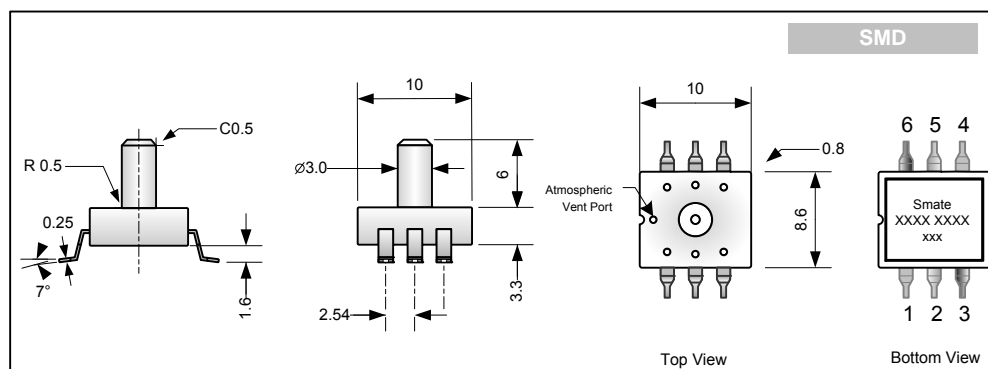 SMD
10
C0.5
R 0.5
0.25
7°
1.6
Ø3.0
6
3.3
2.54
10
0.8
Atmospheric
Vent Port
8.6
Top View
6 5 4
Smate
XXXX XXXX
xxx
1 2 3
Bottom View